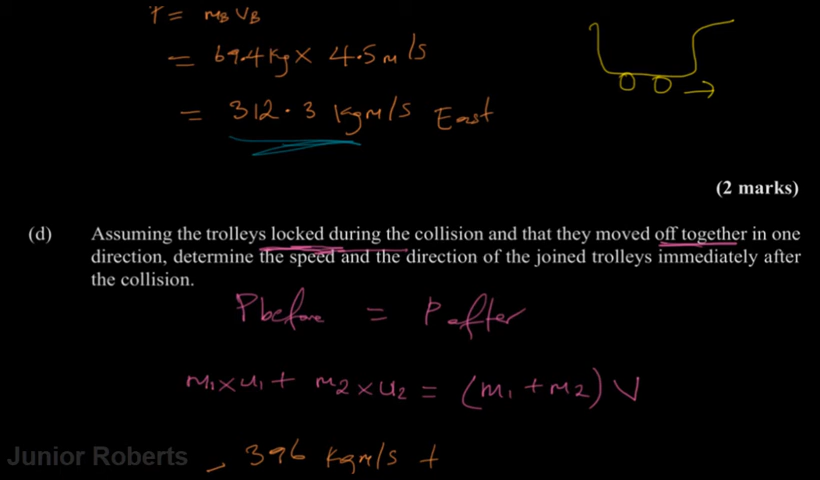 P = mB VB
= 69.4 kg × 4.5 m/s
= 312.3 kgm/s East
(2 marks)
(d) Assuming the trolleys locked during the collision and that they moved off together in one
direction, determine the speed and the direction of the joined trolleys immediately after
the collision.
Pbefore = Pafter
m₁ × u₁ + m₂ × u₂ = (m₁ + m₂) V
- 396 kgm/s +
Junior Roberts